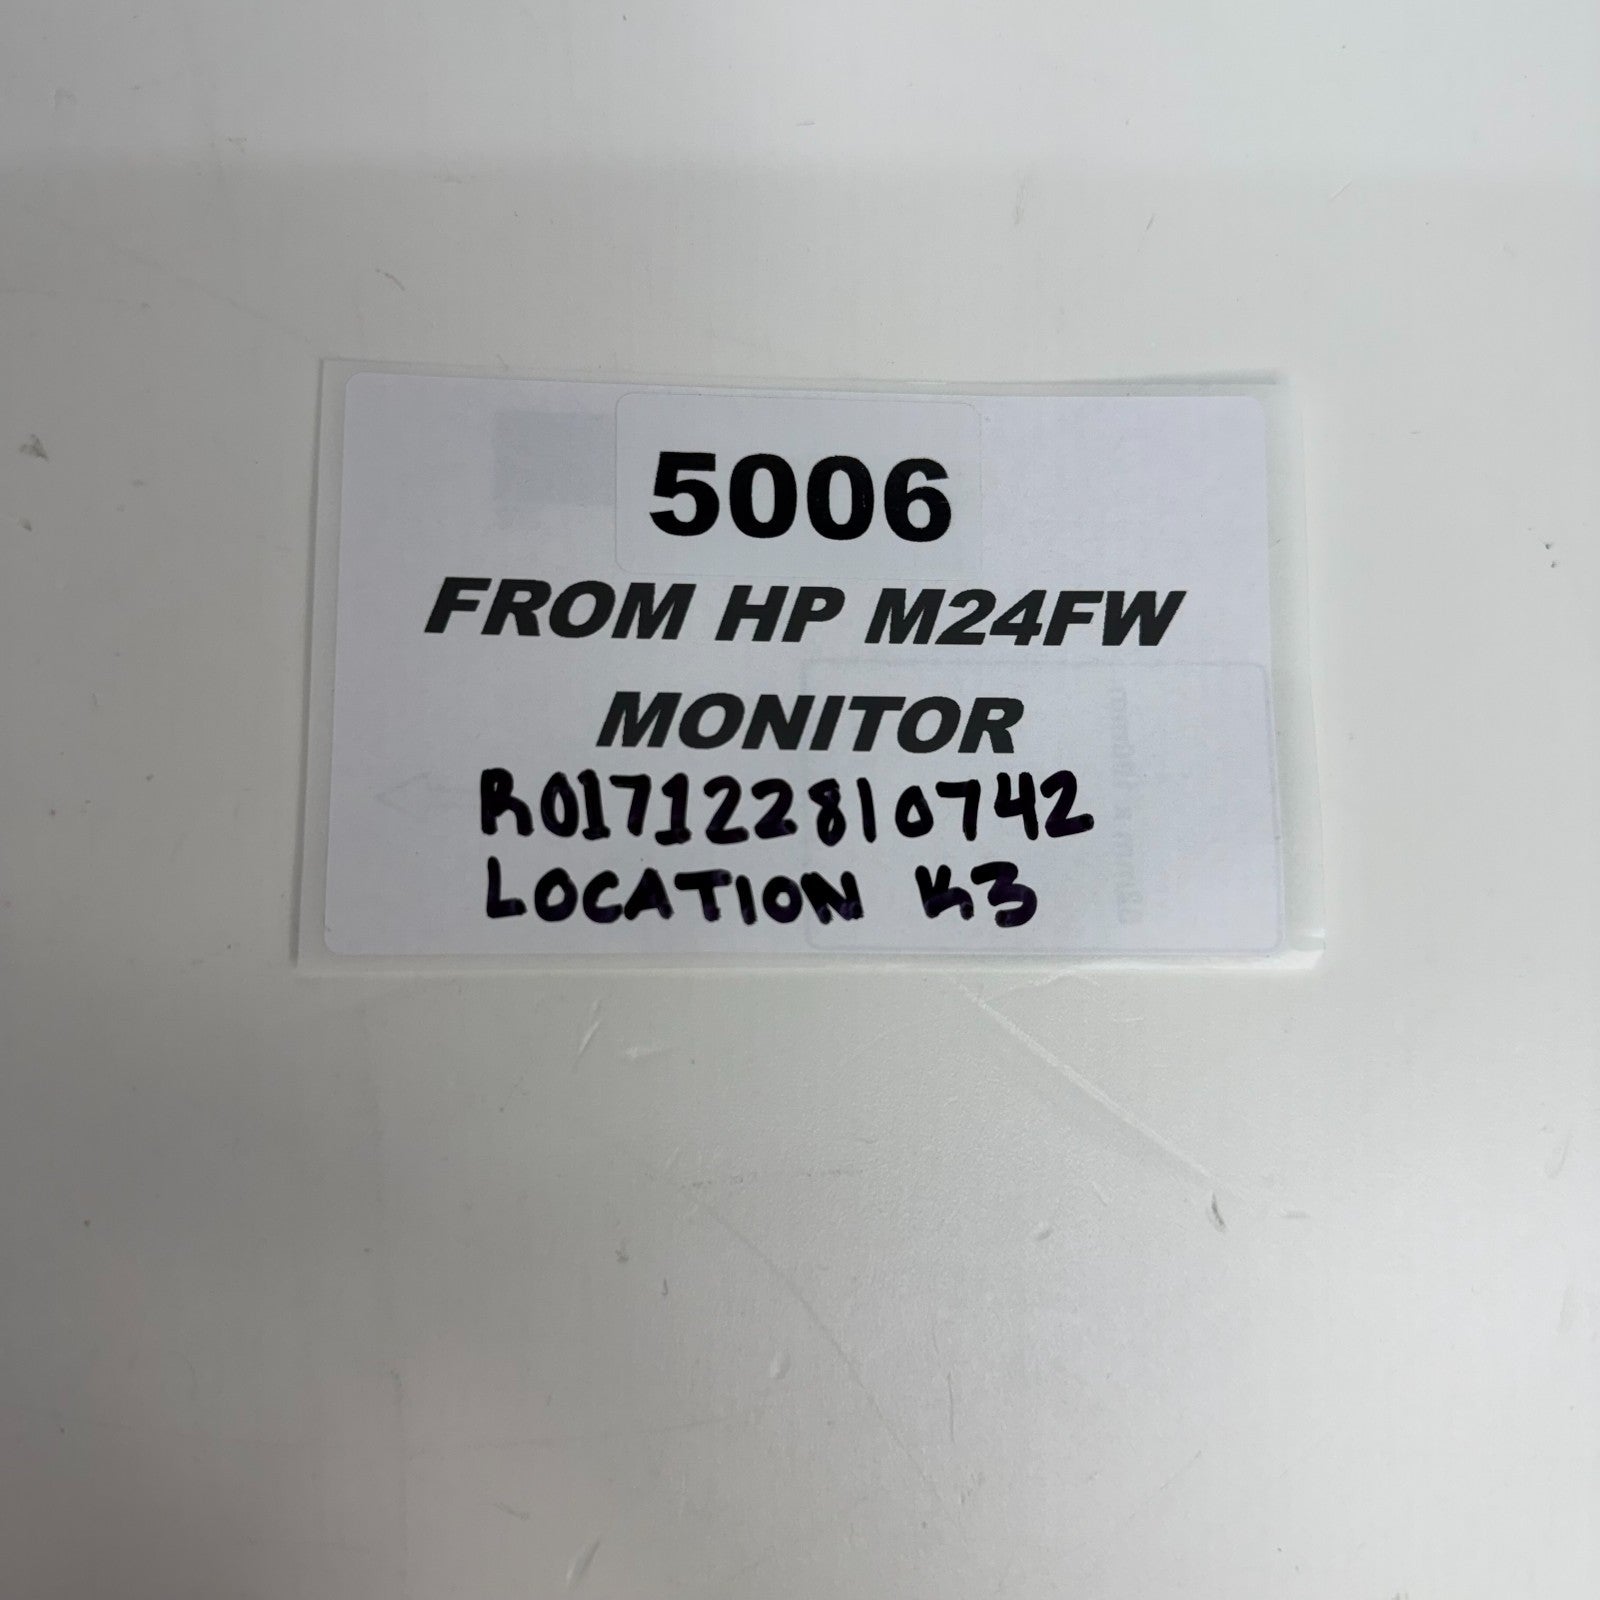 5006
FROM HP M24FW
MONITOR
R017122810742
LOCATION K3